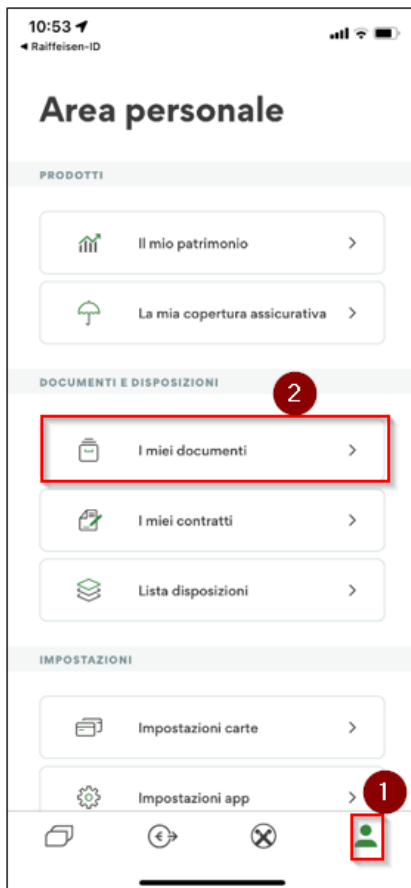 10:53
◀ Raiffeisen-ID
Area personale
PRODOTTI
Il mio patrimonio
La mia copertura assicurativa
DOCUMENTI E DISPOSIZIONI
2
I miei documenti
I miei contratti
Lista disposizioni
IMPOSTAZIONI
Impostazioni carte
Impostazioni app
1